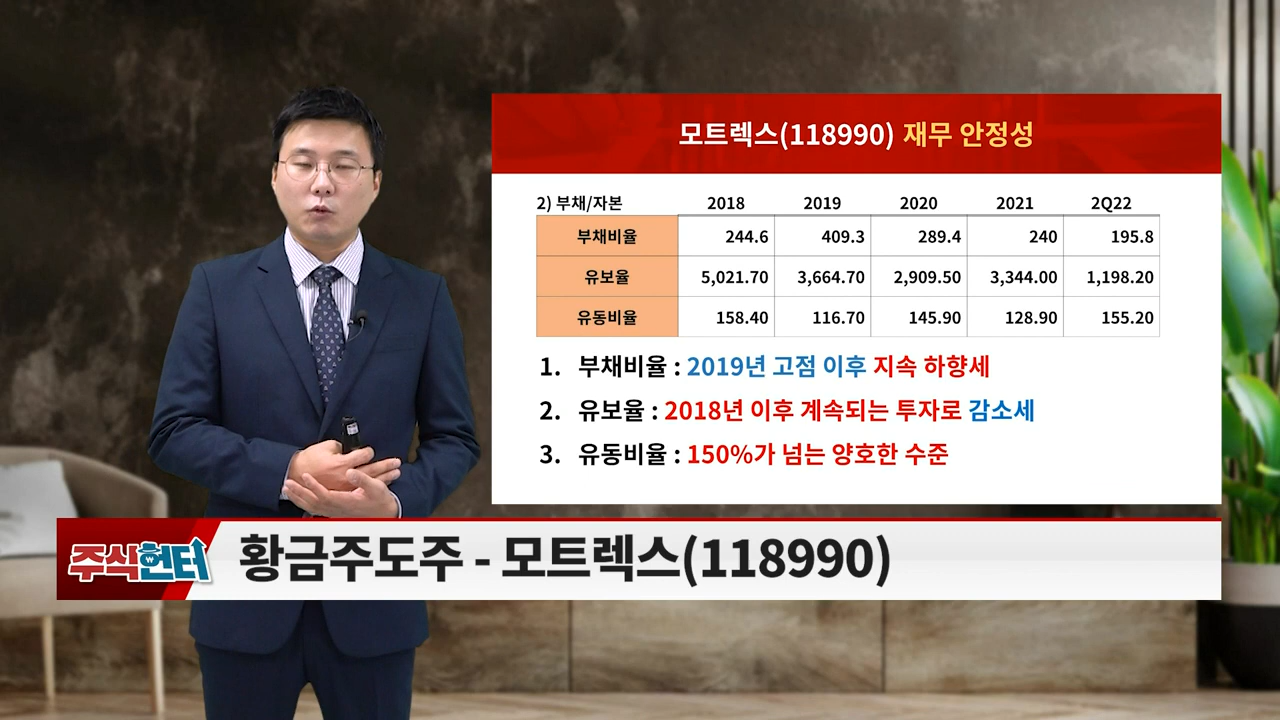 모트렉스(118990) 재무 안정성
2) 부채/자본 2018 2019 2020 2021 2Q22
부채비율 244.6 409.3 289.4 240 195.8
유보율 5,021.70 3,664.70 2,909.50 3,344.00 1,198.20
유동비율 158.40 116.70 145.90 128.90 155.20
1. 부채비율 : 2019년 고점 이후 지속 하향세
2. 유보율 : 2018년 이후 계속되는 투자로 감소세
3. 유동비율 : 150%가 넘는 양호한 수준
주식헌터 황금주도주 - 모트렉스(118990)